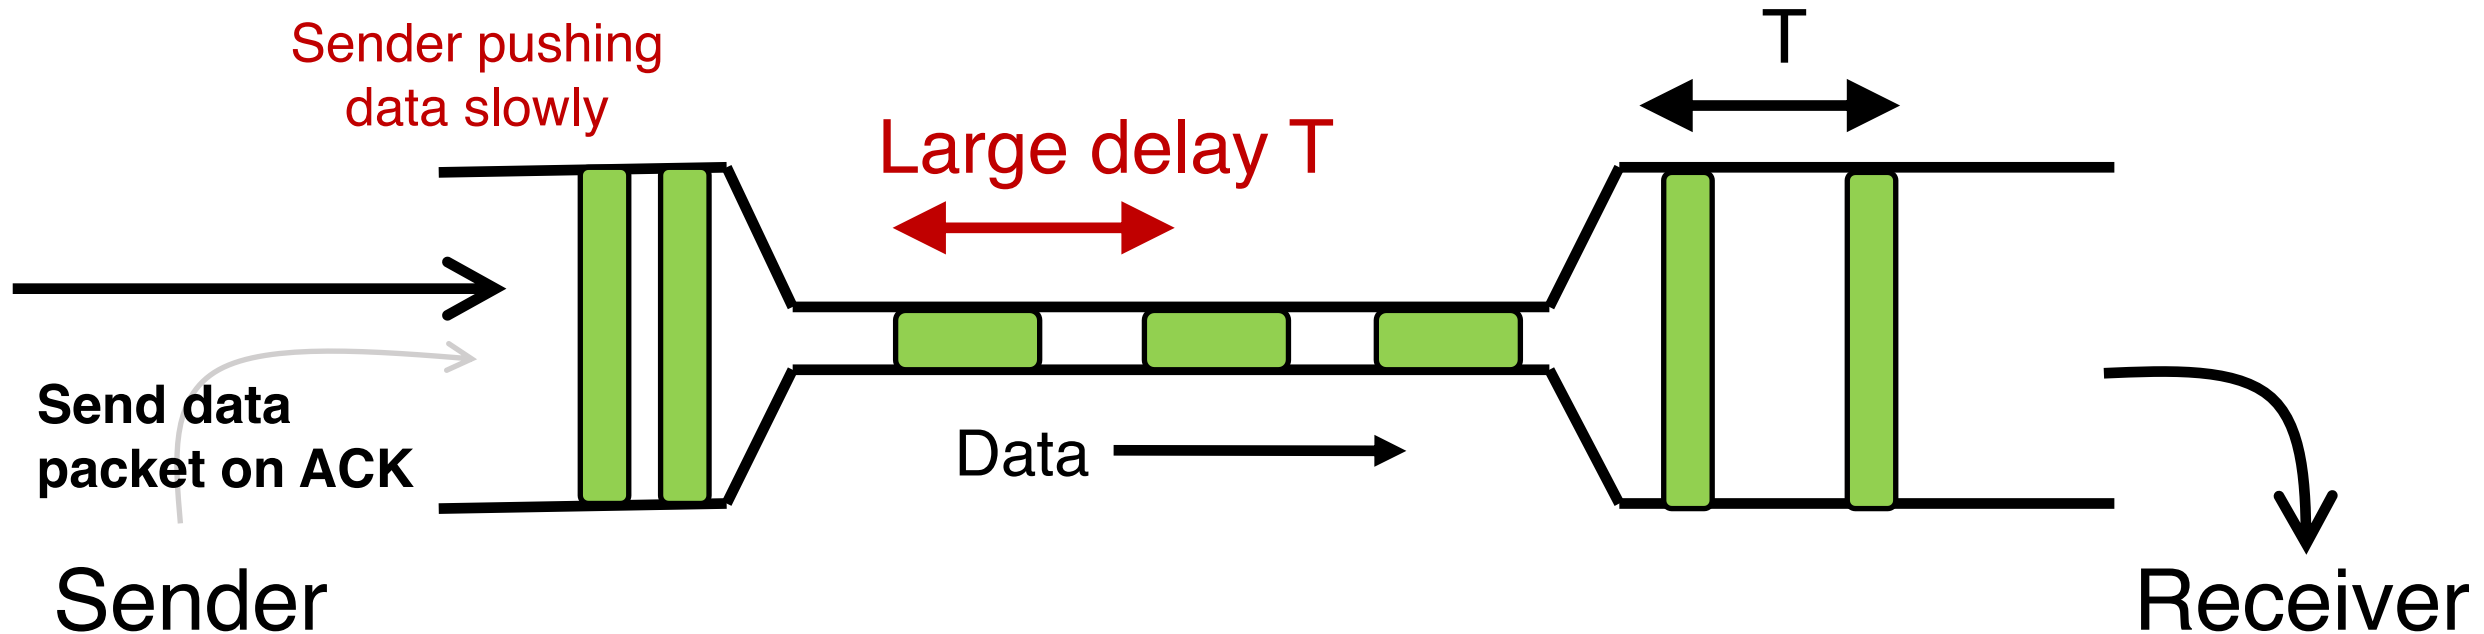 Sender pushing
data slowly
Large delay T
T
Send data
packet on ACK
Data
Sender
Receiver